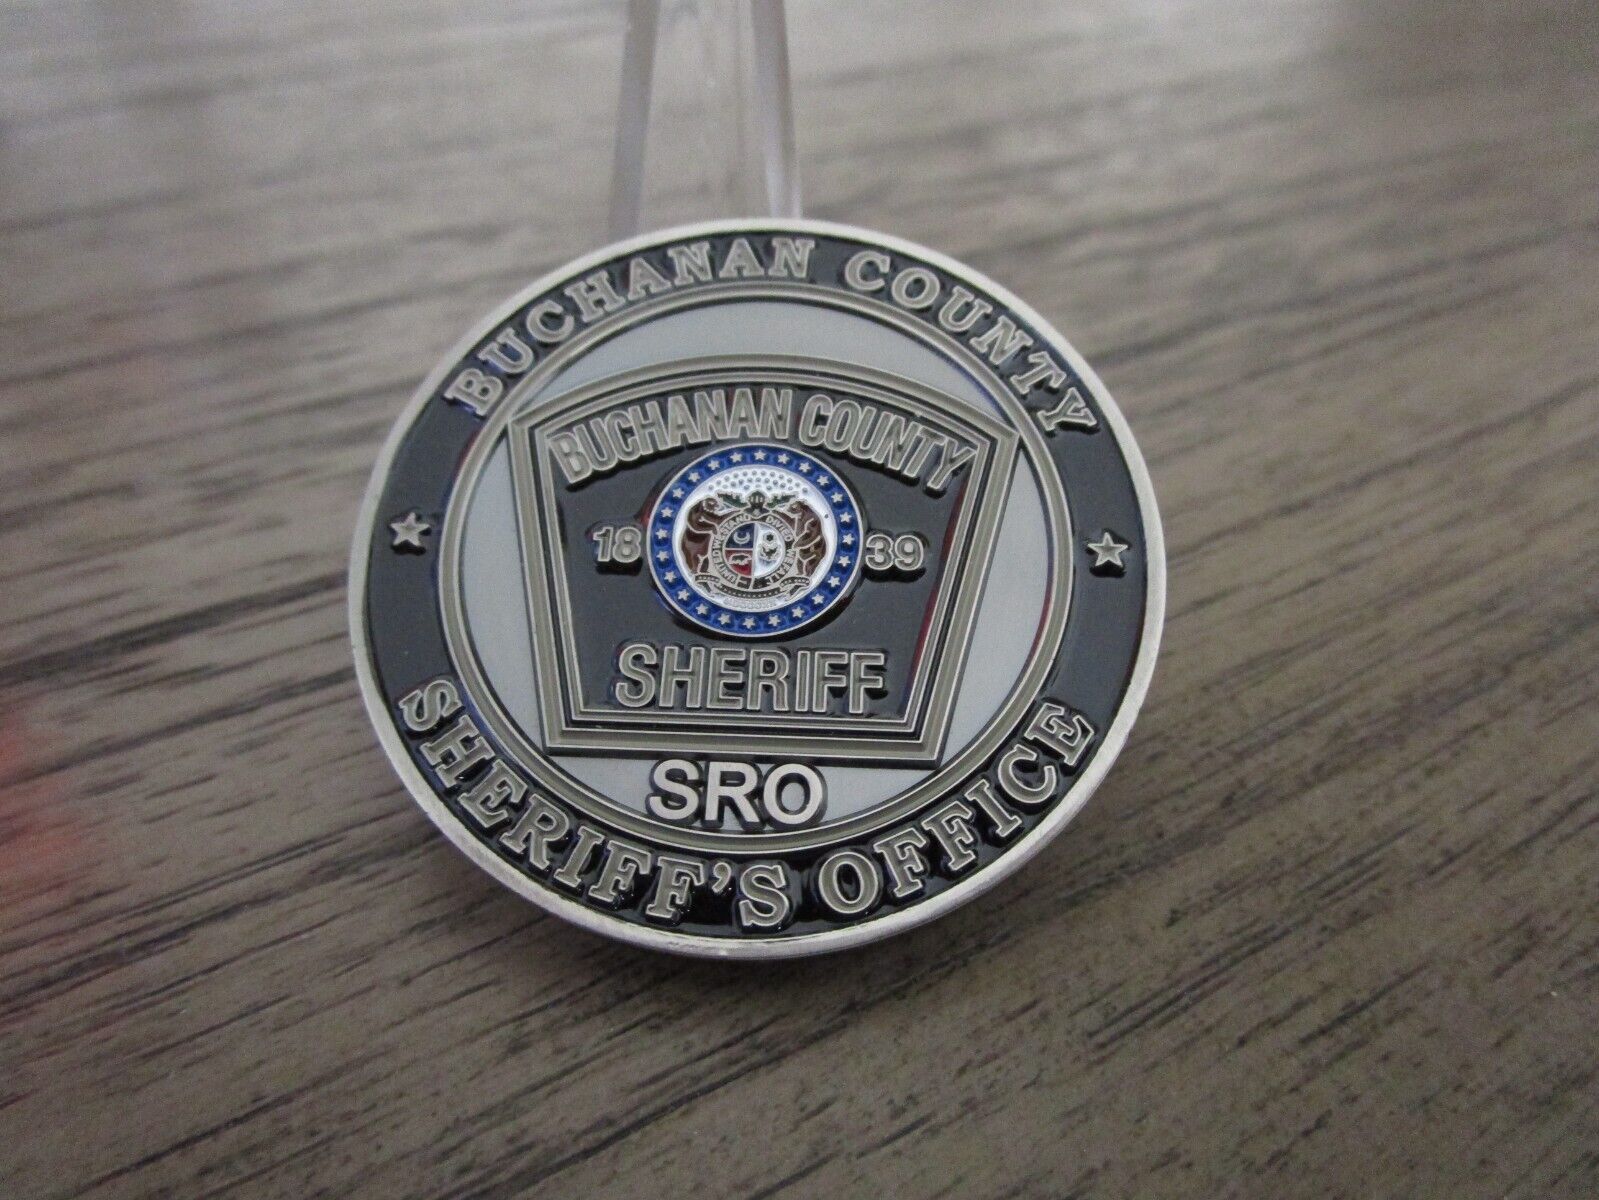 BUCHANAN COUNTY
BUCHANAN COUNTY
18 39
SHERIFF
SRO
SHERIFF'S OFFICE